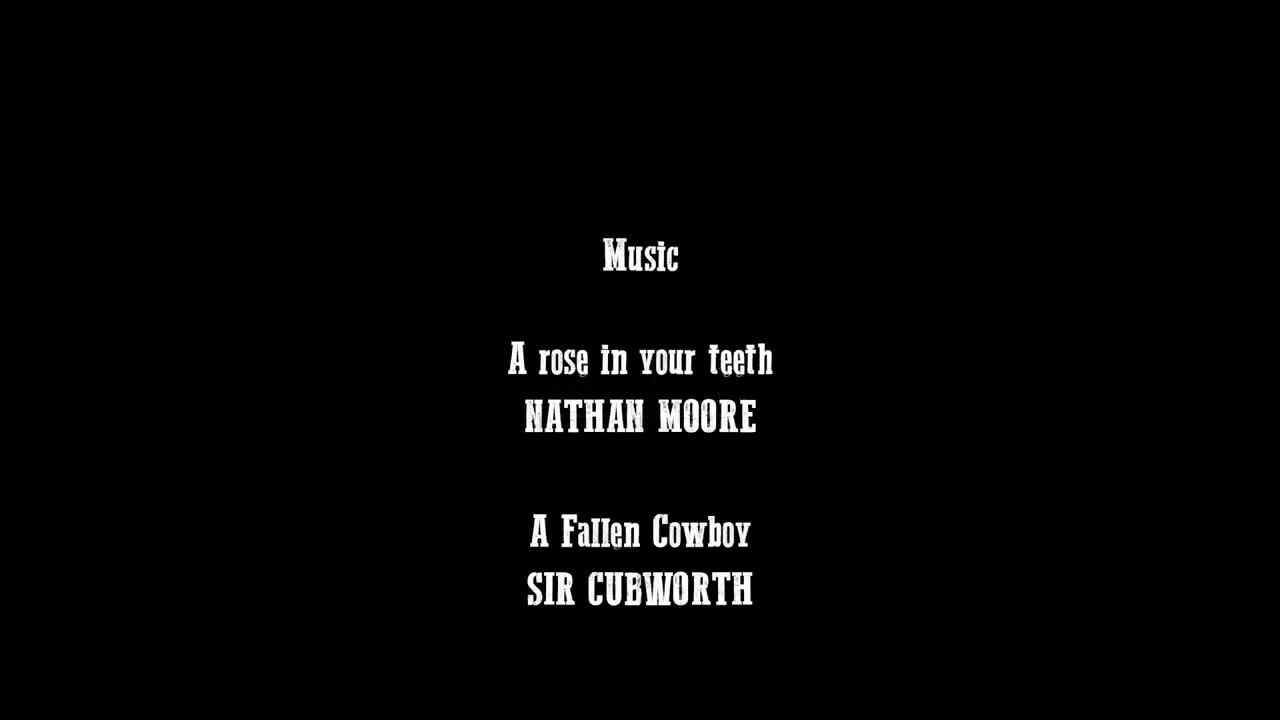 Music
A rose in your teeth
NATHAN MOORE
A Fallen Cowboy
SIR CUBWORTH